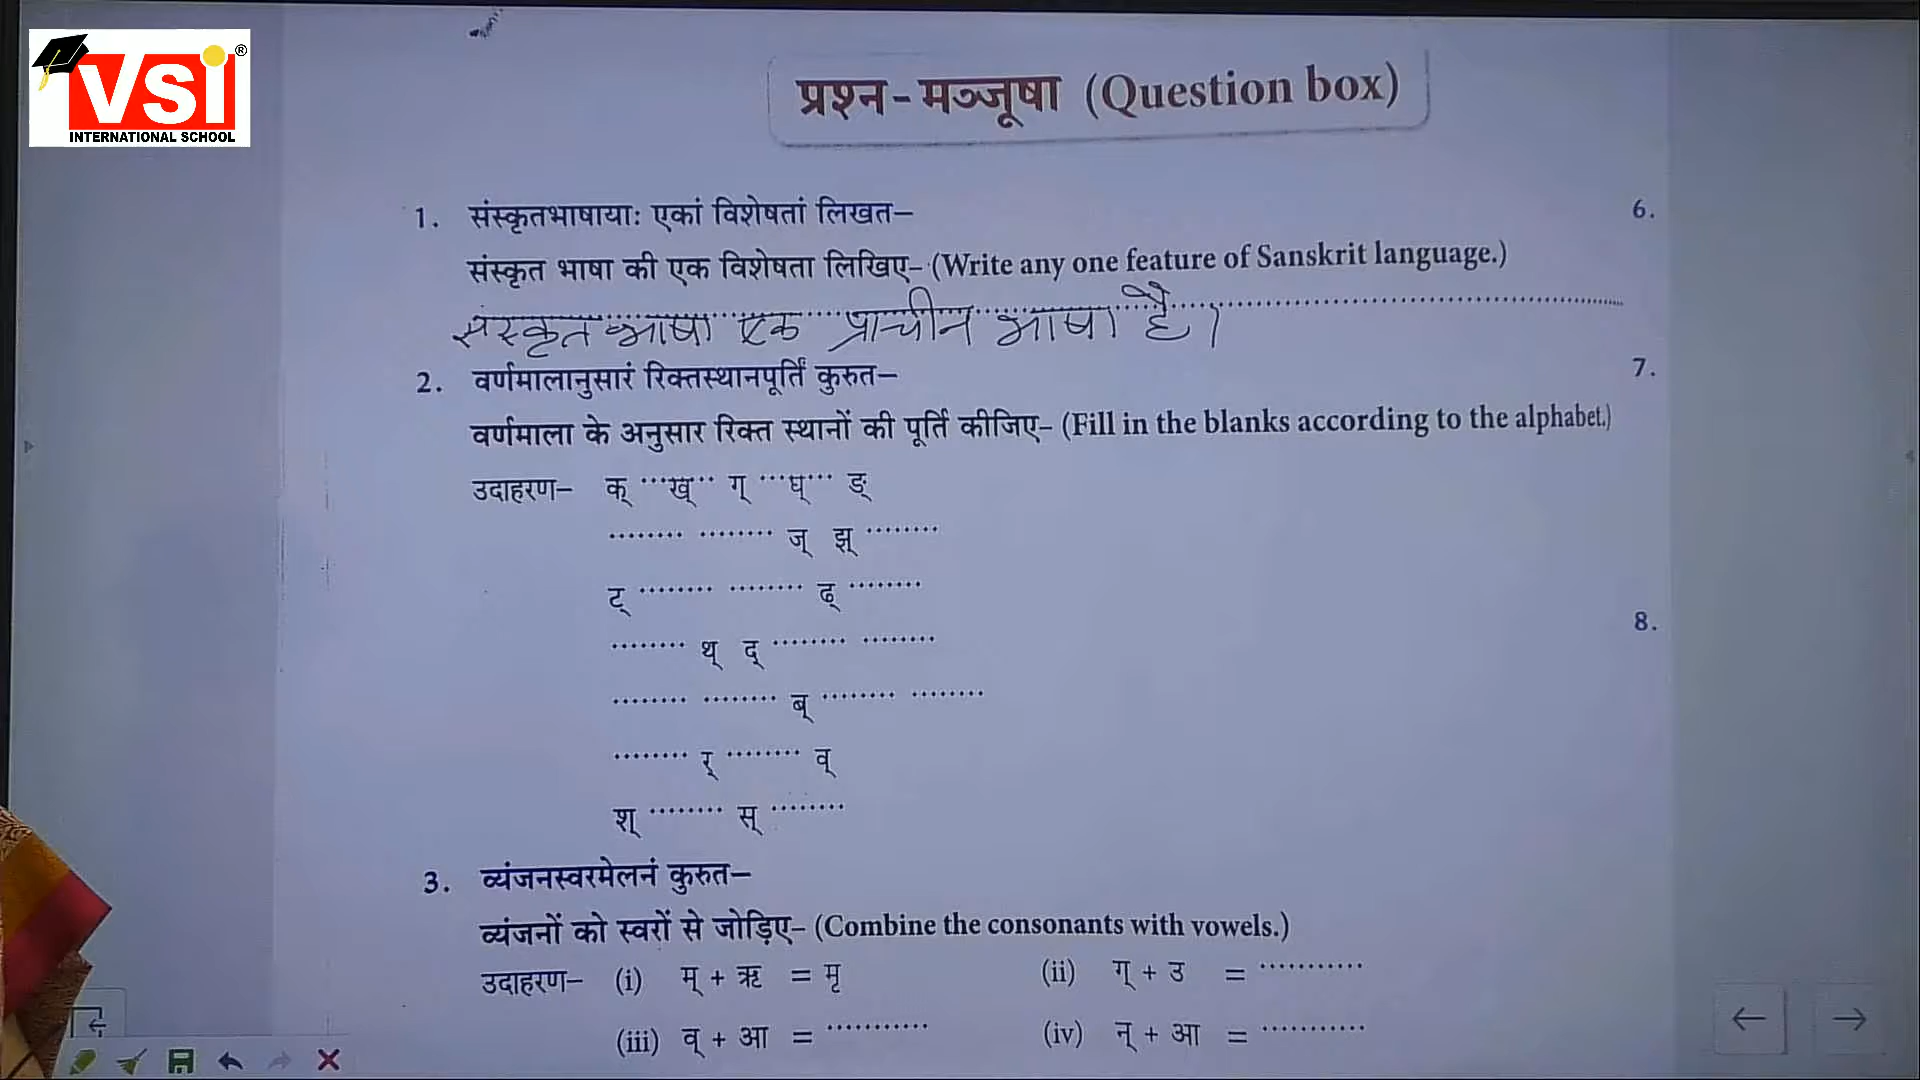 VSI®
INTERNATIONAL SCHOOL
प्रश्न - मञ्जूषा (Question box)
1. संस्कृतभाषायाः एकां विशेषतां लिखत–
संस्कृत भाषा की एक विशेषता लिखिए– (Write any one feature of Sanskrit language.)
संस्कृत भाषा एक प्राचीन भाषा है।
2. वर्णमालानुसारं रिक्तस्थानपूर्तिं कुरुत–
वर्णमाला के अनुसार रिक्त स्थानों की पूर्ति कीजिए– (Fill in the blanks according to the alphabet.)
उदाहरण– क् ...ख्... ग् ...घ्... ङ्
........ ........ ज् झ् ........
ट् ........ ........ ढ् ........
........ थ् द् ........ ........
........ ........ ब् ........ ........
........ र् ........ व्
श् ........ स् ........
3. व्यंजनस्वरमेलनं कुरुत–
व्यंजनों को स्वरों से जोड़िए– (Combine the consonants with vowels.)
उदाहरण– (i) म् + ऋ = मृ (ii) ग् + उ = ...........
(iii) व् + आ = ........... (iv) न् + आ = ...........
6.
7.
8.